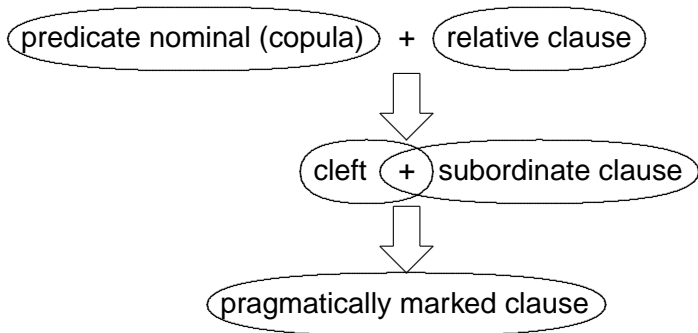 predicate nominal (copula) + relative clause
cleft + subordinate clause
pragmatically marked clause